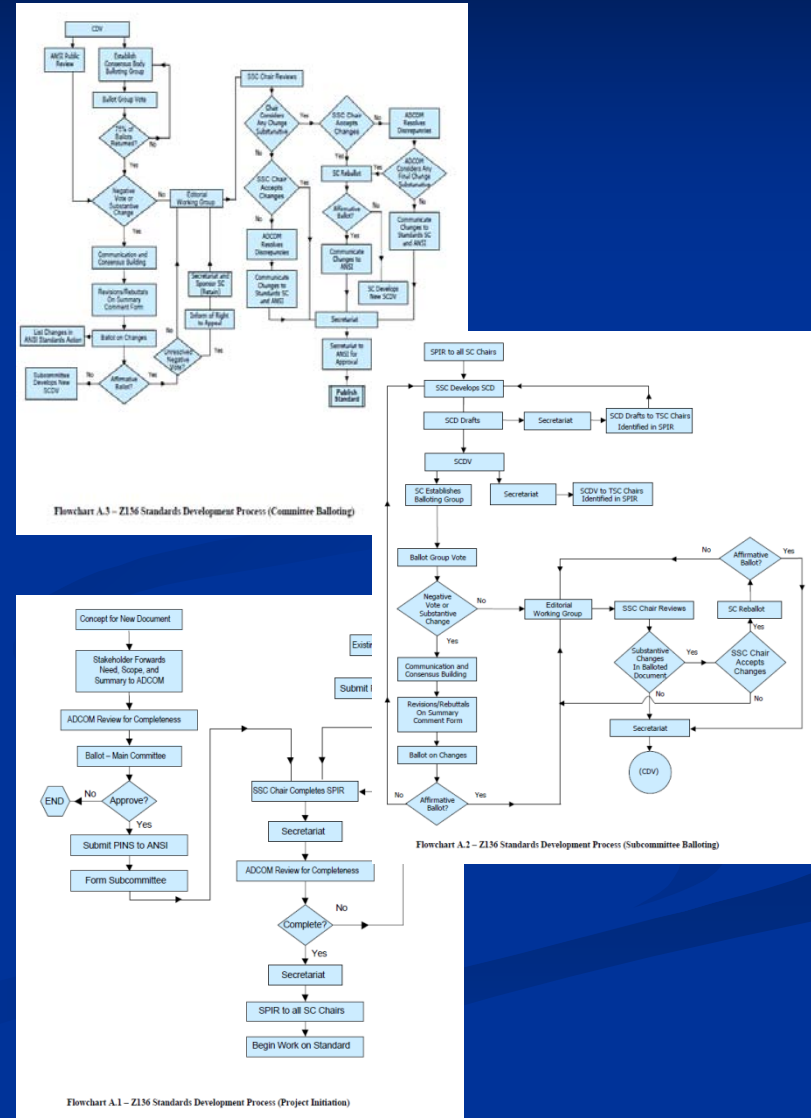 CDV
ANSI Public
Review
Establish
Consensus Body
Balloting Group
Ballot Group Vote
75% of
Ballots
Returned?
No
Yes
Negative
Vote or
Substantive
Change
No
Yes
Communication and
Consensus Building
Revisions/Rebuttals
On Summary
Comment Form
List Changes in
ANSI Standards Action
Ballot on Changes
Subcommittee
Develops New
SCDV
No
Affirmative
Ballot?
Yes
Unresolved
Negative
Vote?
No
Yes
Inform of Right
to Appeal
Secretariat and
Sponsor SC
(Retain)
Editorial
Working Group
SSC Chair Reviews
Chair
Considers
Any Change
Substantive
Yes
No
SSC Chair
Accepts
Changes
Yes
No
ADCOM
Resolves
Discrepancies
Communicate
Changes to
Standards SC
and ANSI
SSC Chair
Accepts
Changes
No
Yes
ADCOM
Resolves
Discrepancies
SC Reballot
Yes
ADCOM
Considers Any
Final Change
Substantive
No
Affirmative
Ballot?
No
Yes
Communicate
Changes to
ANSI
SC Develops
New SCDV
Communicate
Changes to
Standards SC
and ANSI
Secretariat
Secretariat to
ANSI for
Approval
Publish
Standard
Flowchart A.3 – Z136 Standards Development Process (Committee Balloting)
SPIR to all SC Chairs
SSC Develops SCD
SCD Drafts
Secretariat
SCD Drafts to TSC Chairs
Identified in SPIR
SCDV
SC Establishes
Balloting Group
Secretariat
SCDV to TSC Chairs
Identified in SPIR
Ballot Group Vote
Negative
Vote or
Substantive
Change
No
Yes
Editorial
Working Group
SSC Chair Reviews
Substantive
Changes
In Balloted
Document
Yes
No
SSC Chair
Accepts
Changes
Yes
No
SC Reballot
Affirmative
Ballot?
No
Yes
Communication and
Consensus Building
Revisions/Rebuttals
On Summary
Comment Form
Ballot on Changes
Affirmative
Ballot?
No
Yes
Secretariat
(CDV)
Flowchart A.2 – Z136 Standards Development Process (Subcommittee Balloting)
Concept for New Document
Stakeholder Forwards
Need, Scope, and
Summary to ADCOM
ADCOM Review for Completeness
Ballot – Main Committee
Approve?
No
END
Yes
Submit PINS to ANSI
Form Subcommittee
Submit
SSC Chair Completes SPIR
Secretariat
ADCOM Review for Completeness
Complete?
No
Yes
Secretariat
SPIR to all SC Chairs
Begin Work on Standard
Flowchart A.1 – Z136 Standards Development Process (Project Initiation)